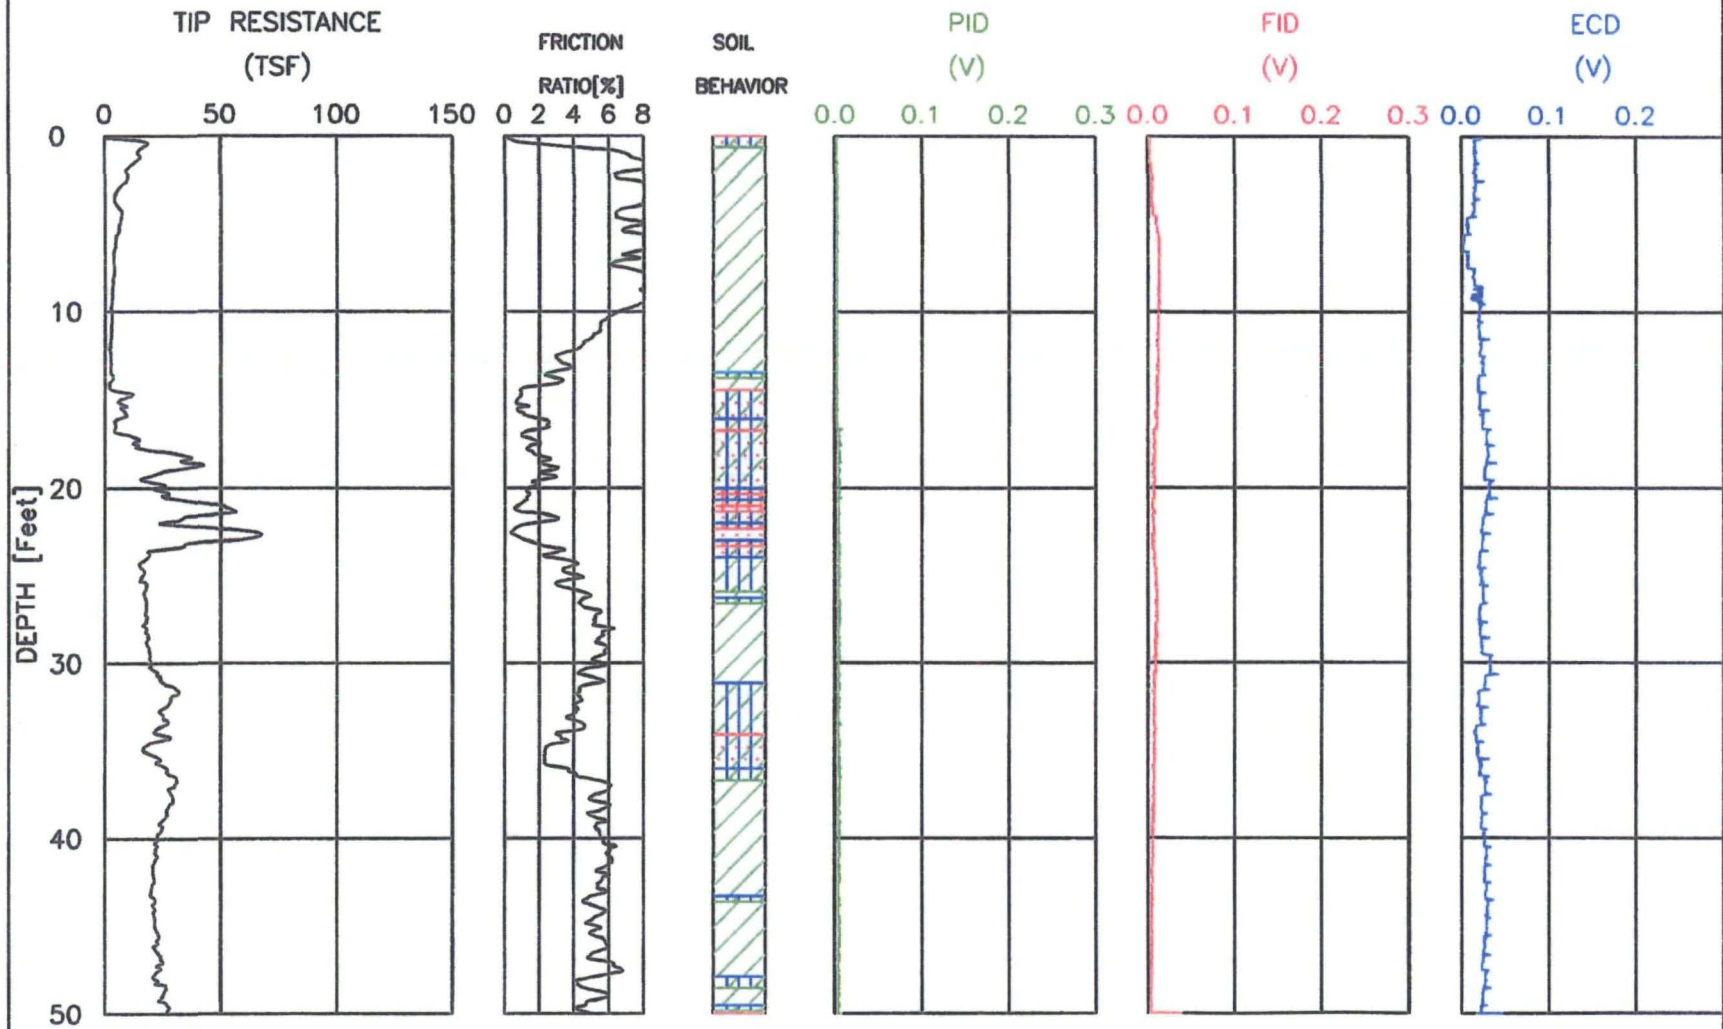 TIP RESISTANCE
(TSF)
0 50 100 150
FRICTION
RATIO[%]
0 2 4 6 8
SOIL
BEHAVIOR
PID
(V)
0.0 0.1 0.2 0.3
FID
(V)
0.0 0.1 0.2 0.3
ECD
(V)
0.0 0.1 0.2
DEPTH [Feet]
0
10
20
30
40
50